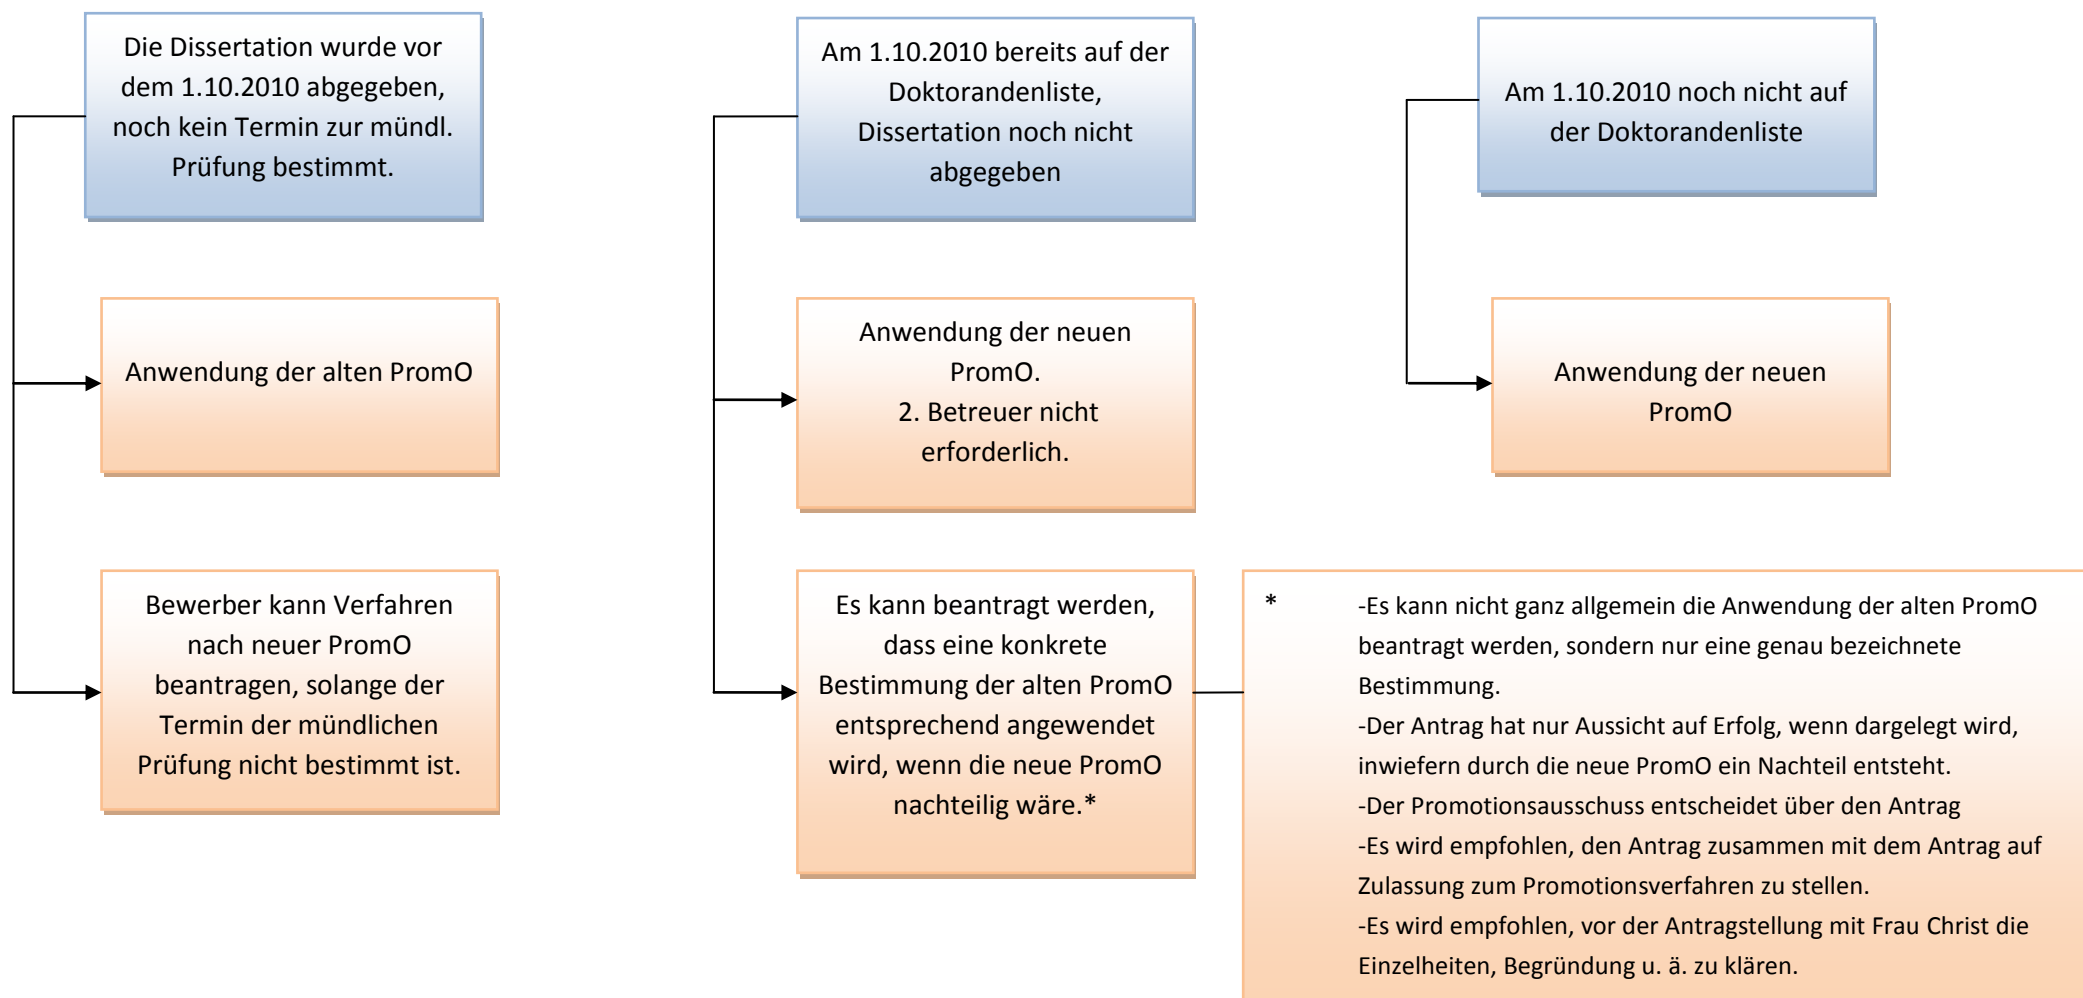 Die Dissertation wurde vor
dem 1.10.2010 abgegeben,
noch kein Termin zur mündl.
Prüfung bestimmt.
Am 1.10.2010 bereits auf der
Doktorandenliste,
Dissertation noch nicht
abgegeben
Am 1.10.2010 noch nicht auf
der Doktorandenliste
Anwendung der alten PromO
Anwendung der neuen
PromO.
2. Betreuer nicht
erforderlich.
Anwendung der neuen
PromO
Bewerber kann Verfahren
nach neuer PromO
beantragen, solange der
Termin der mündlichen
Prüfung nicht bestimmt ist.
Es kann beantragt werden,
dass eine konkrete
Bestimmung der alten PromO
entsprechend angewendet
wird, wenn die neue PromO
nachteilig wäre.*
* -Es kann nicht ganz allgemein die Anwendung der alten PromO
beantragt werden, sondern nur eine genau bezeichnete
Bestimmung.
-Der Antrag hat nur Aussicht auf Erfolg, wenn dargelegt wird,
inwiefern durch die neue PromO ein Nachteil entsteht.
-Der Promotionsausschuss entscheidet über den Antrag
-Es wird empfohlen, den Antrag zusammen mit dem Antrag auf
Zulassung zum Promotionsverfahren zu stellen.
-Es wird empfohlen, vor der Antragstellung mit Frau Christ die
Einzelheiten, Begründung u. ä. zu klären.